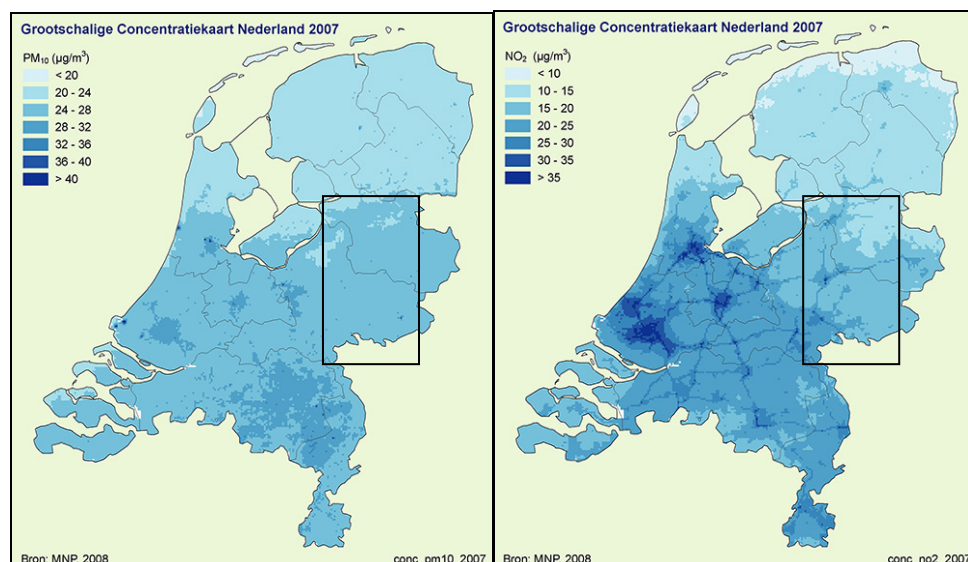 Grootschalige Concentratiekaart Nederland 2007
PM₁₀ (µg/m³)
< 20
20 - 24
24 - 28
28 - 32
32 - 36
36 - 40
> 40
Bron: MNP, 2008
conc_pm10_2007
Grootschalige Concentratiekaart Nederland 2007
NO₂ (µg/m³)
< 10
10 - 15
15 - 20
20 - 25
25 - 30
30 - 35
> 35
Bron: MNP, 2008
conc_no2_2007